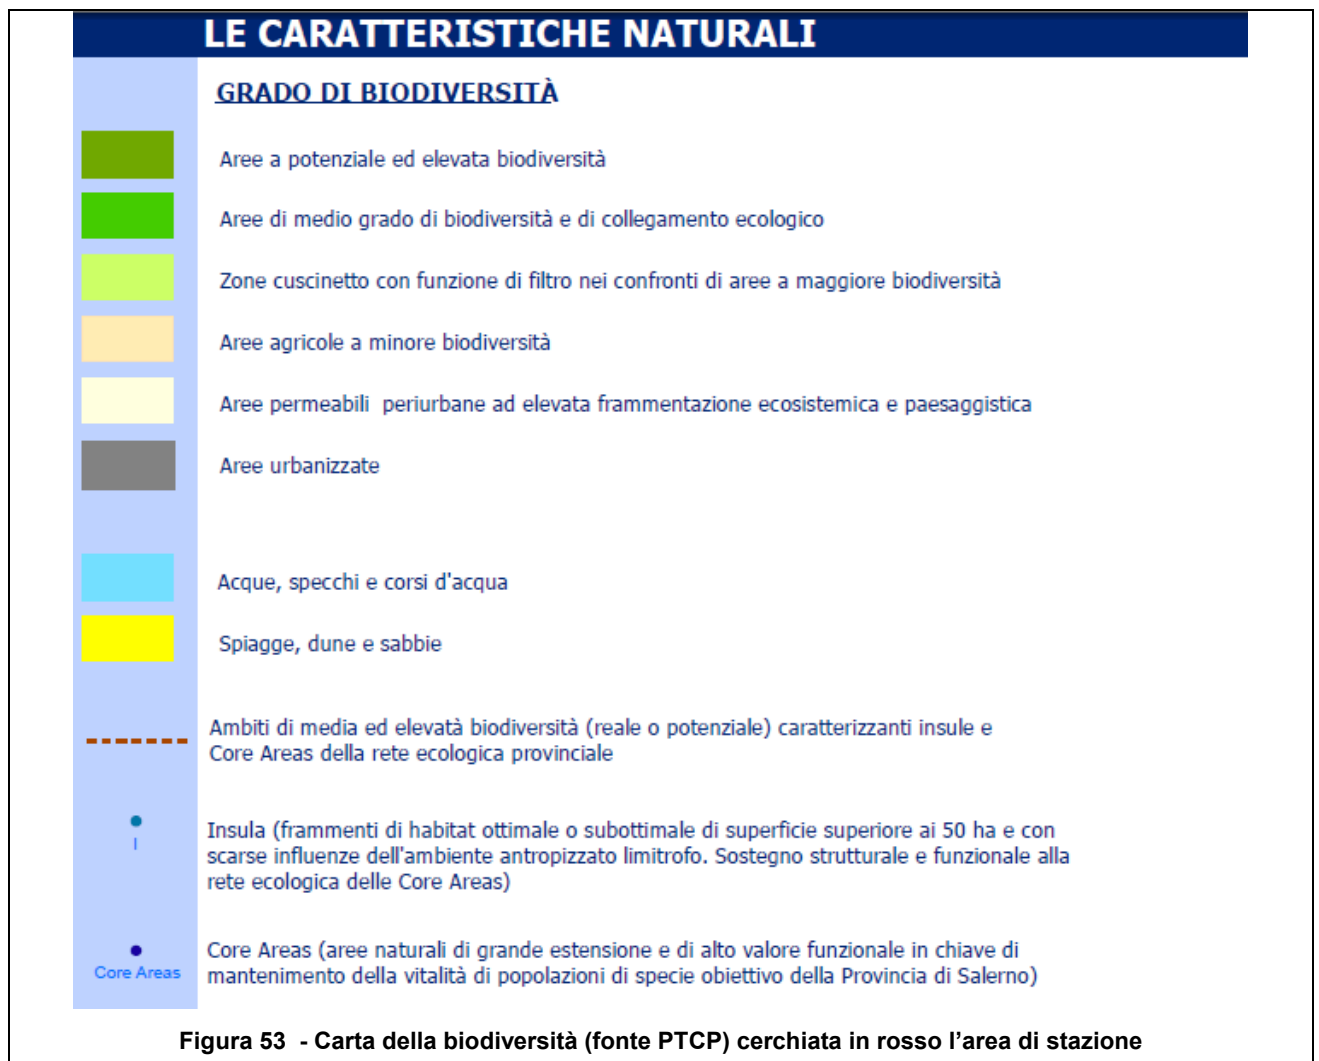 LE CARATTERISTICHE NATURALI
GRADO DI BIODIVERSITÀ
Aree a potenziale ed elevata biodiversità
Aree di medio grado di biodiversità e di collegamento ecologico
Zone cuscinetto con funzione di filtro nei confronti di aree a maggiore biodiversità
Aree agricole a minore biodiversità
Aree permeabili periurbane ad elevata frammentazione ecosistemica e paesaggistica
Aree urbanizzate
Acque, specchi e corsi d'acqua
Spiagge, dune e sabbie
Ambiti di media ed elevatà biodiversità (reale o potenziale) caratterizzanti insule e
Core Areas della rete ecologica provinciale
I
Insula (frammenti di habitat ottimale o subottimale di superficie superiore ai 50 ha e con
scarse influenze dell'ambiente antropizzato limitrofo. Sostegno strutturale e funzionale alla
rete ecologica delle Core Areas)
Core Areas
Core Areas (aree naturali di grande estensione e di alto valore funzionale in chiave di
mantenimento della vitalità di popolazioni di specie obiettivo della Provincia di Salerno)
Figura 53 - Carta della biodiversità (fonte PTCP) cerchiata in rosso l’area di stazione